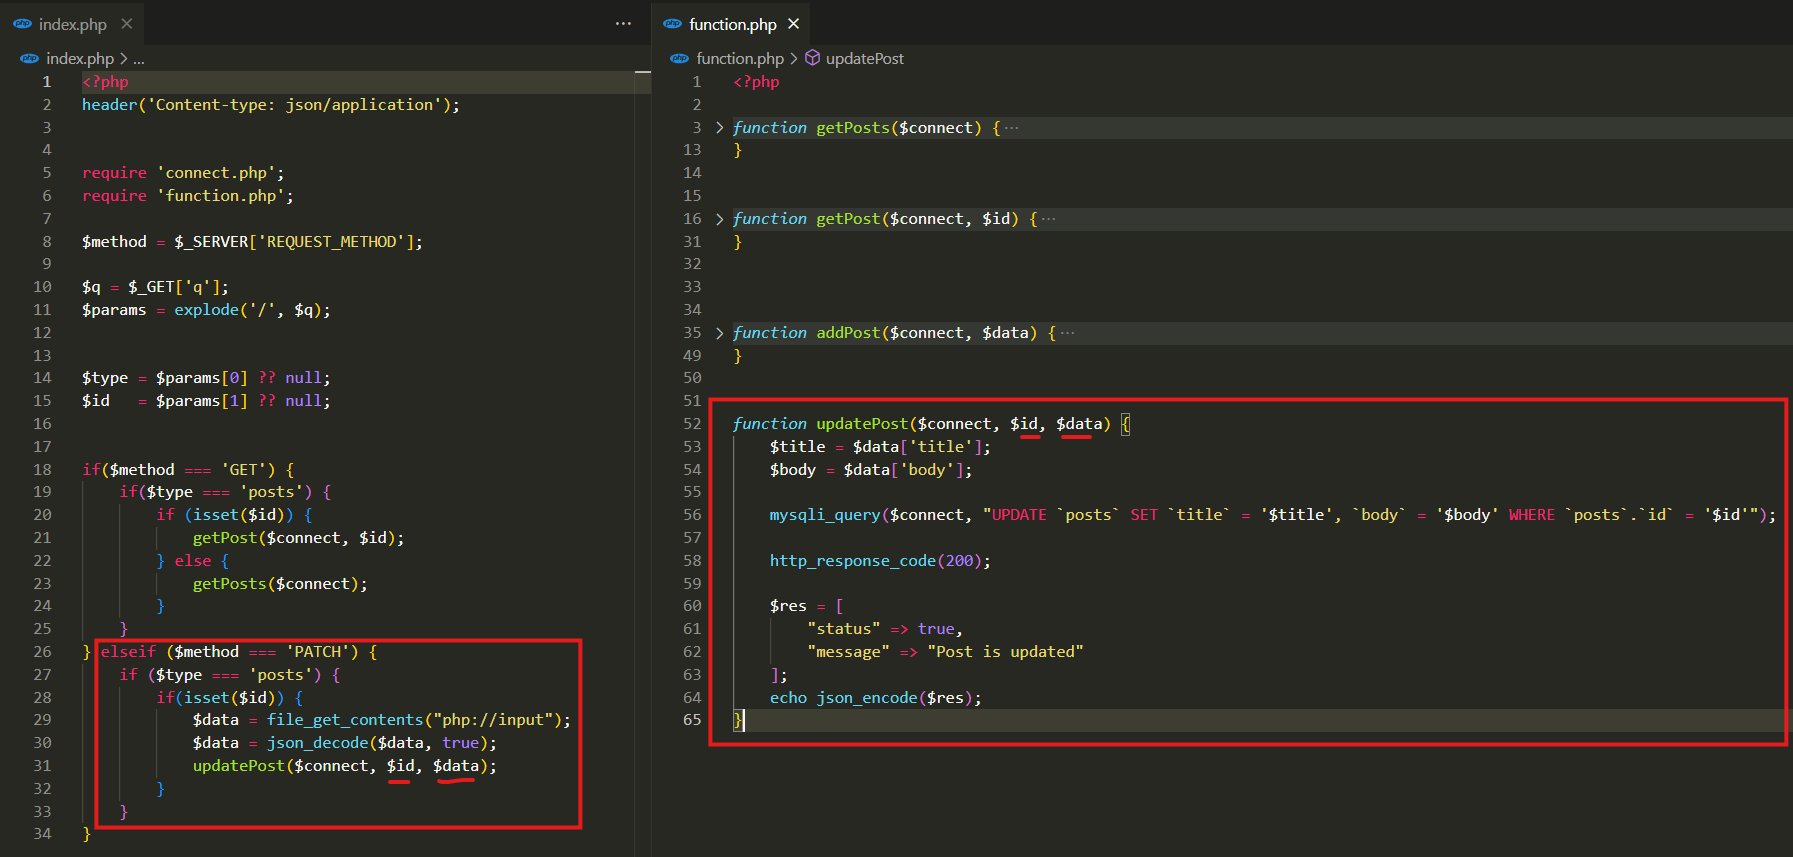 index.php
index.php > ...
1 <?php
2 header('Content-type: json/application');
3
4
5 require 'connect.php';
6 require 'function.php';
7
8 $method = $_SERVER['REQUEST_METHOD'];
9
10 $q = $_GET['q'];
11 $params = explode('/', $q);
12
13
14 $type = $params[0] ?? null;
15 $id   = $params[1] ?? null;
16
17
18 if($method === 'GET') {
19     if($type === 'posts') {
20         if (isset($id)) {
21             getPost($connect, $id);
22         } else {
23             getPosts($connect);
24         }
25     }
26 } elseif ($method === 'PATCH') {
27     if ($type === 'posts') {
28         if(isset($id)) {
29             $data = file_get_contents("php://input");
30             $data = json_decode($data, true);
31             updatePost($connect, $id, $data);
32         }
33     }
34 }
php function.php
php function.php > updatePost
1 <?php
2
3 function getPosts($connect) { ...
13 }
14
15
16 function getPost($connect, $id) { ...
31 }
32
33
34
35 function addPost($connect, $data) { ...
49 }
50
51
52 function updatePost($connect, $id, $data) {
53     $title = $data['title'];
54     $body = $data['body'];
55
56     mysqli_query($connect, "UPDATE `posts` SET `title` = '$title', `body` = '$body' WHERE `posts`.`id` = '$id'");
57
58     http_response_code(200);
59
60     $res = [
61         "status" => true,
62         "message" => "Post is updated"
63     ];
64     echo json_encode($res);
65 }